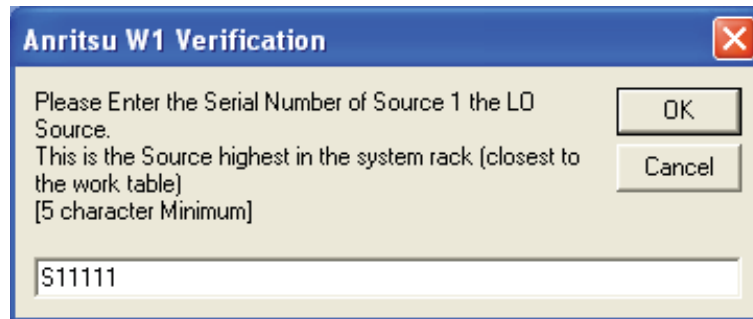 Anritsu W1 Verification
Please Enter the Serial Number of Source 1 the LO
Source.
This is the Source highest in the system rack (closest to
the work table)
[5 character Minimum]
OK
Cancel
S11111